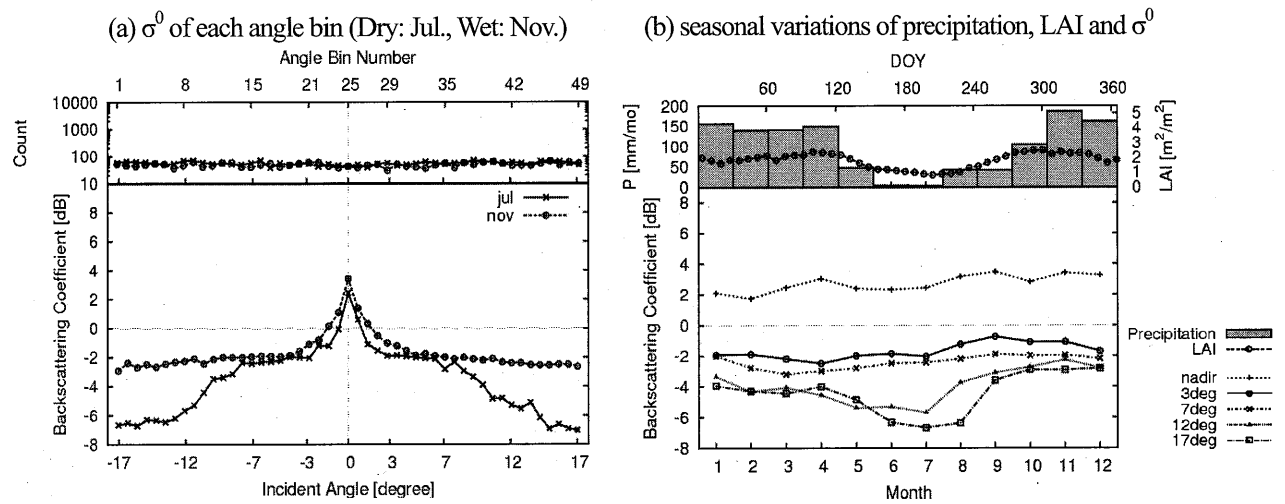 (a) σ⁰ of each angle bin (Dry: Jul., Wet: Nov.)
Angle Bin Number
1 8 15 21 25 29 35 42 49
10000
1000
100
Count
10
8
6
4
2
0
-2
-4
-6
-8
Backscattering Coefficient [dB]
jul
nov
-17 -12 -7 -3 0 3 7 12 17
Incident Angle [degree]
(b) seasonal variations of precipitation, LAI and σ⁰
DOY
60 120 180 240 300 360
200
150
100
50
0
P [mm/mo]
5
4
3
2
1
0
LAI [m²/m²]
8
6
4
2
0
-2
-4
-6
-8
Backscattering Coefficient [dB]
1 2 3 4 5 6 7 8 9 10 11 12
Month
Precipitation
LAI
nadir
3deg
7deg
12deg
17deg